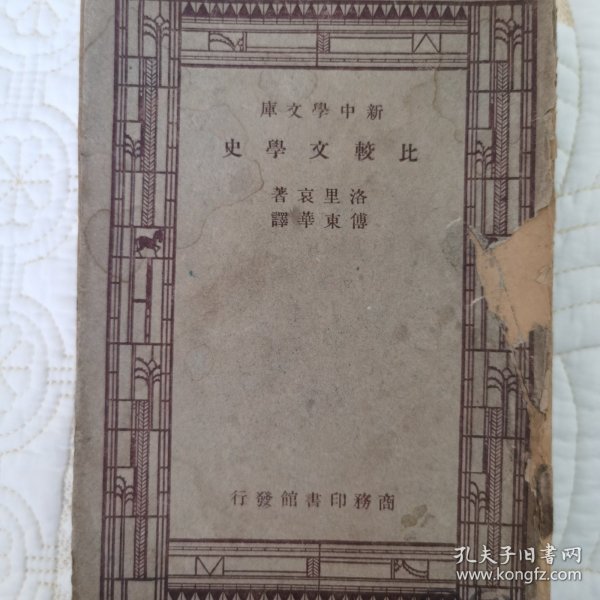 新中學文庫
比較文學史
洛里哀著
傅東華譯
商務印書館發行
孔夫子旧书网
www.kongfz.com